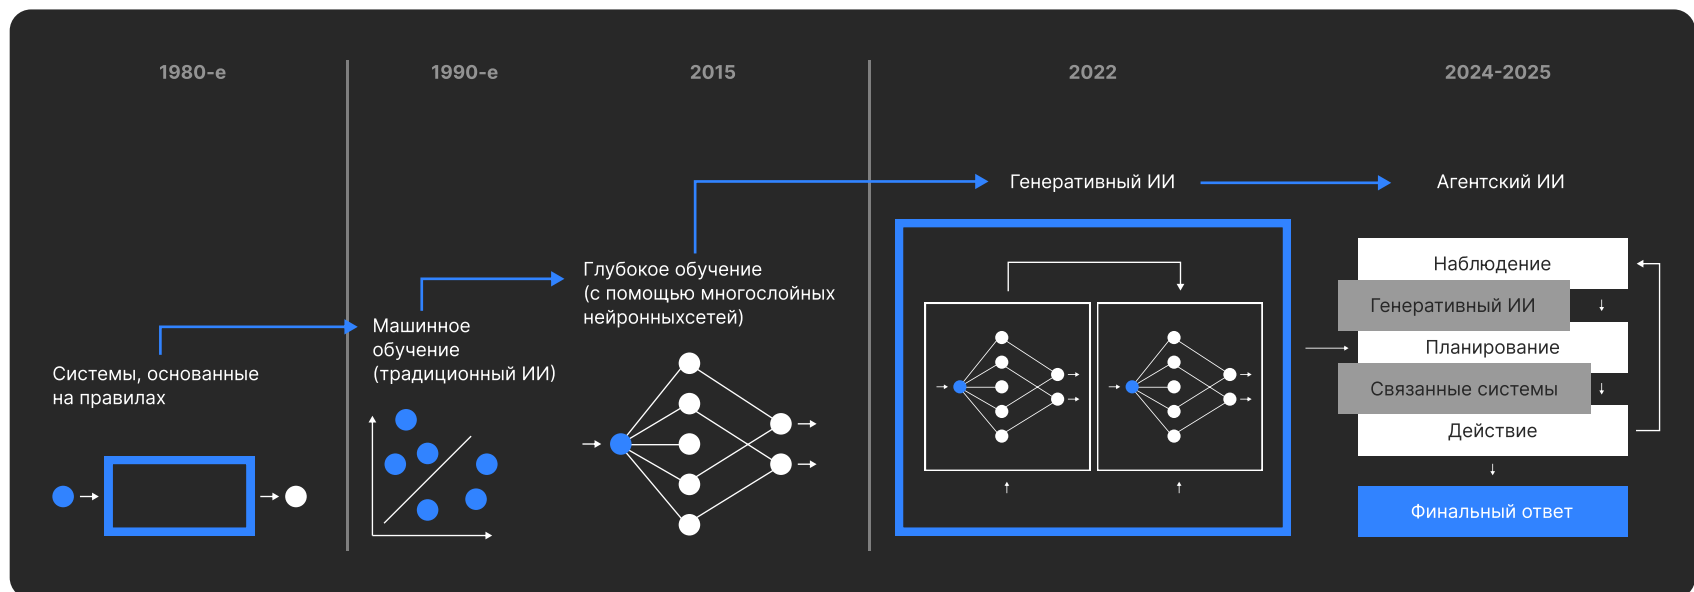 1980-е
1990-е
2015
2022
2024-2025
Системы, основанные
на правилах
Машинное
обучение
(традиционный ИИ)
Глубокое обучение
(с помощью многослойных
нейронныхсетей)
Генеративный ИИ
Агентский ИИ
Наблюдение
Генеративный ИИ
Планирование
Связанные системы
Действие
Финальный ответ